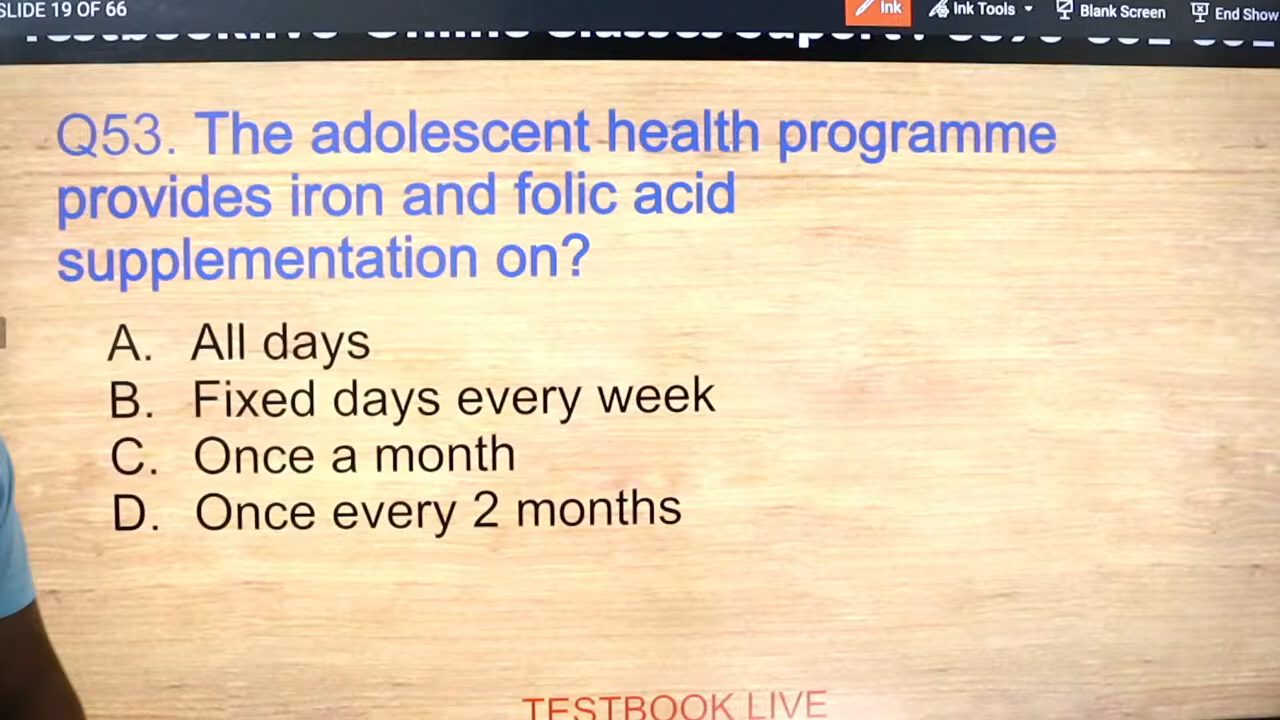 SLIDE 19 OF 66
Ink
Ink Tools
Blank Screen
End Show
Q53. The adolescent health programme
provides iron and folic acid
supplementation on?
A. All days
B. Fixed days every week
C. Once a month
D. Once every 2 months
TESTBOOK LIVE